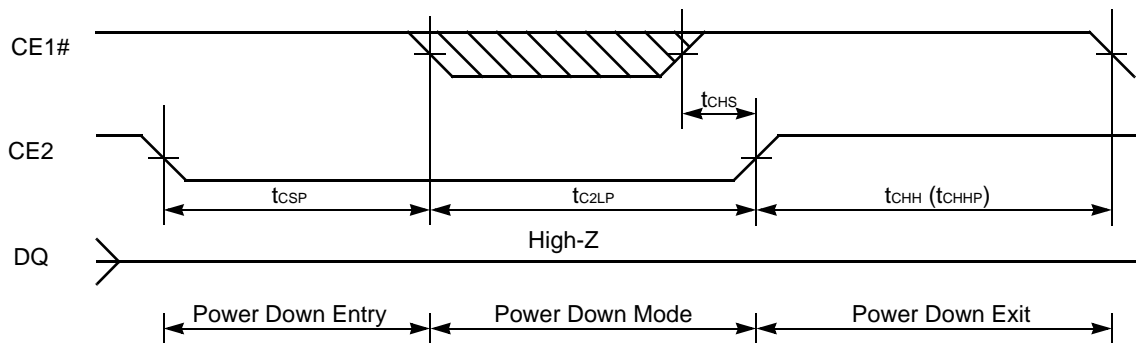 CE1#
tCHS
CE2
tCSP
tC2LP
tCHH (tCHHP)
High-Z
DQ
Power Down Entry
Power Down Mode
Power Down Exit